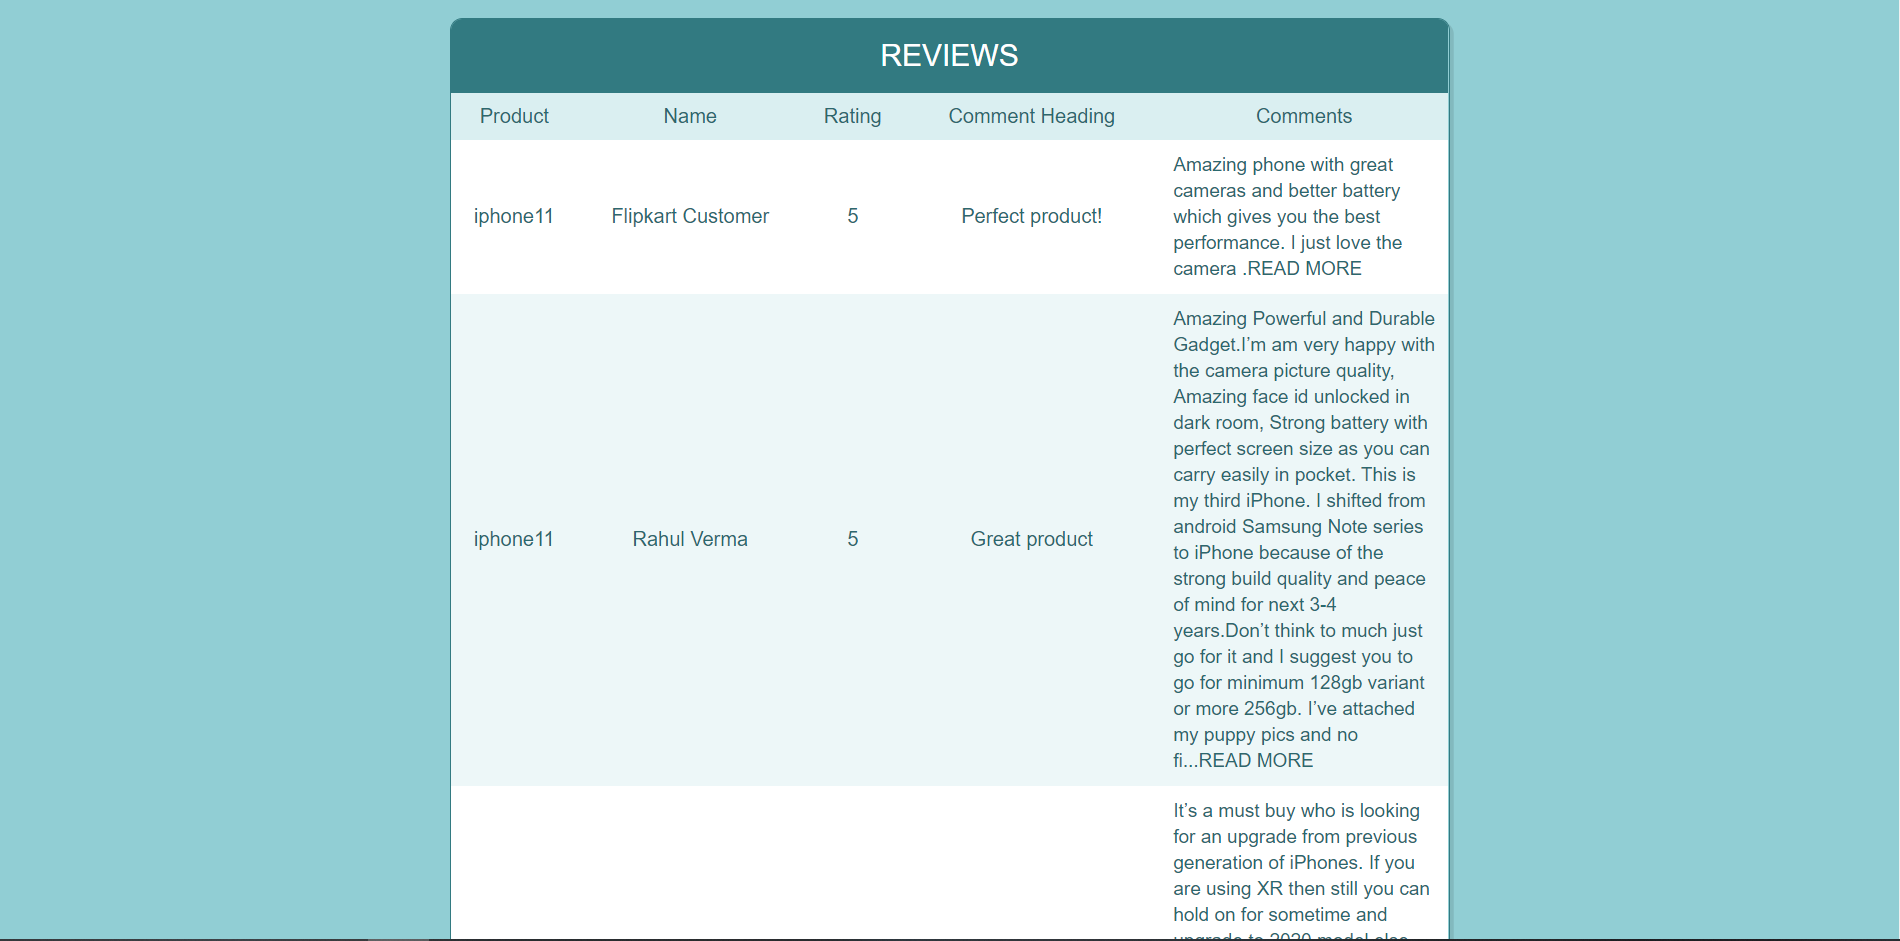 REVIEWS
Product Name Rating Comment Heading Comments
iphone11 Flipkart Customer 5 Perfect product!
Amazing phone with great
cameras and better battery
which gives you the best
performance. I just love the
camera .READ MORE
iphone11 Rahul Verma 5 Great product
Amazing Powerful and Durable
Gadget.I’m am very happy with
the camera picture quality,
Amazing face id unlocked in
dark room, Strong battery with
perfect screen size as you can
carry easily in pocket. This is
my third iPhone. I shifted from
android Samsung Note series
to iPhone because of the
strong build quality and peace
of mind for next 3-4
years.Don’t think to much just
go for it and I suggest you to
go for minimum 128gb variant
or more 256gb. I’ve attached
my puppy pics and no
fi...READ MORE
It’s a must buy who is looking
for an upgrade from previous
generation of iPhones. If you
are using XR then still you can
hold on for sometime and
upgrade to 2020 model else